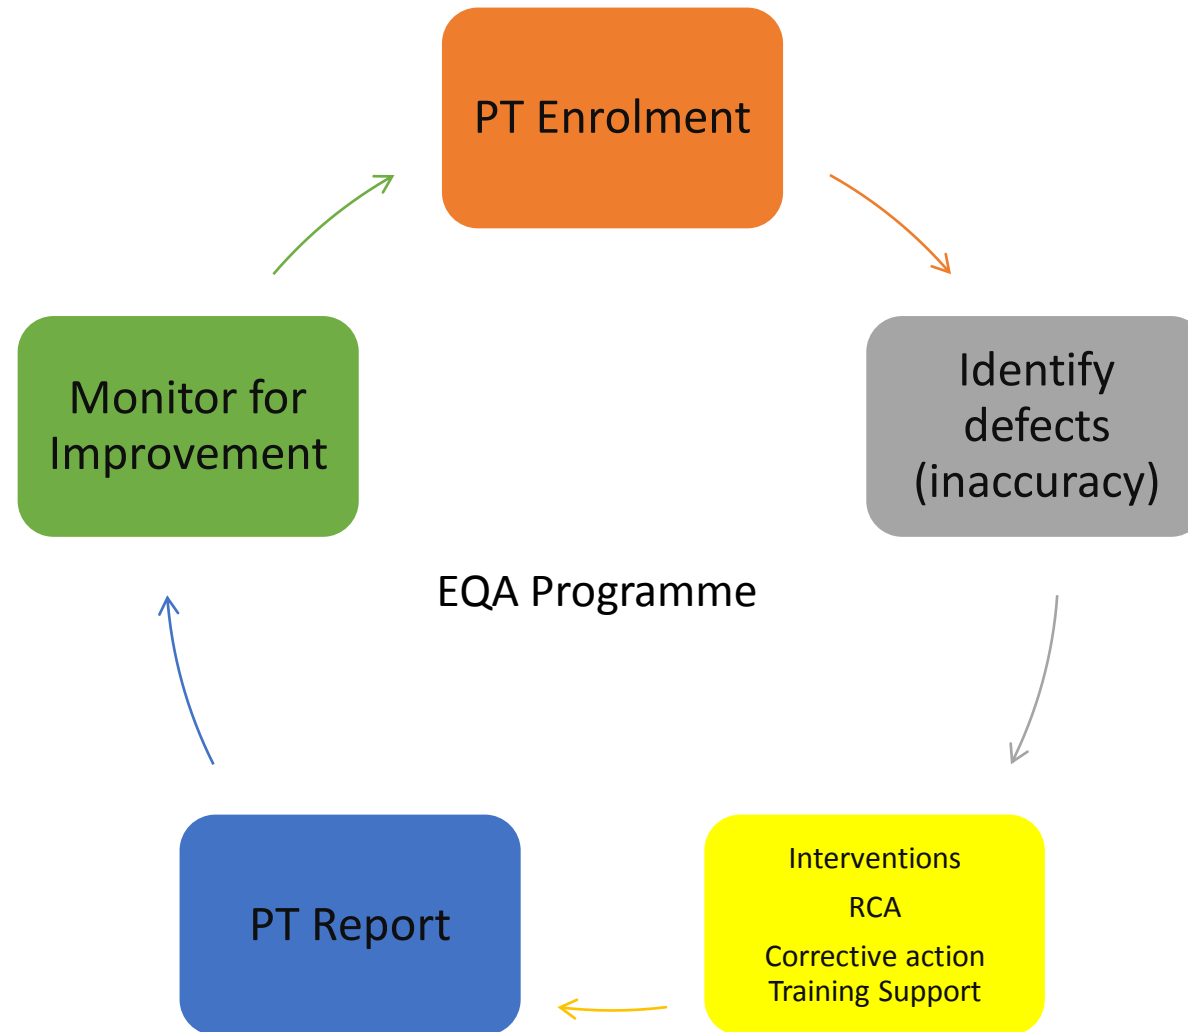 PT Enrolment
Identify
defects
(inaccuracy)
Interventions
RCA
Corrective action
Training Support
PT Report
Monitor for
Improvement
EQA Programme